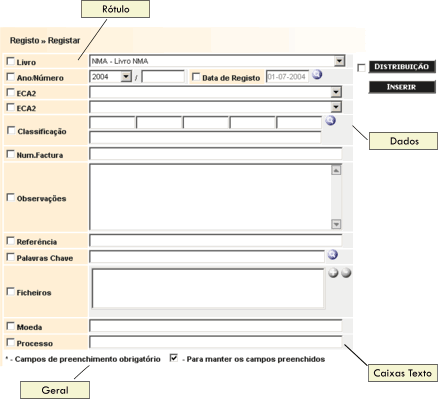 Rótulo
Registo » Registar
Livro NMA - Livro NMA
DISTRIBUIÇÃO
Ano/Número 2004 / Data de Registo 01-07-2004
INSERIR
ECA2
ECA2
Classificação
Dados
Num.Factura
Observações
Referência
Palavras Chave
Ficheiros
Moeda
Processo
* - Campos de preenchimento obrigatório - Para manter os campos preenchidos
Caixas Texto
Geral